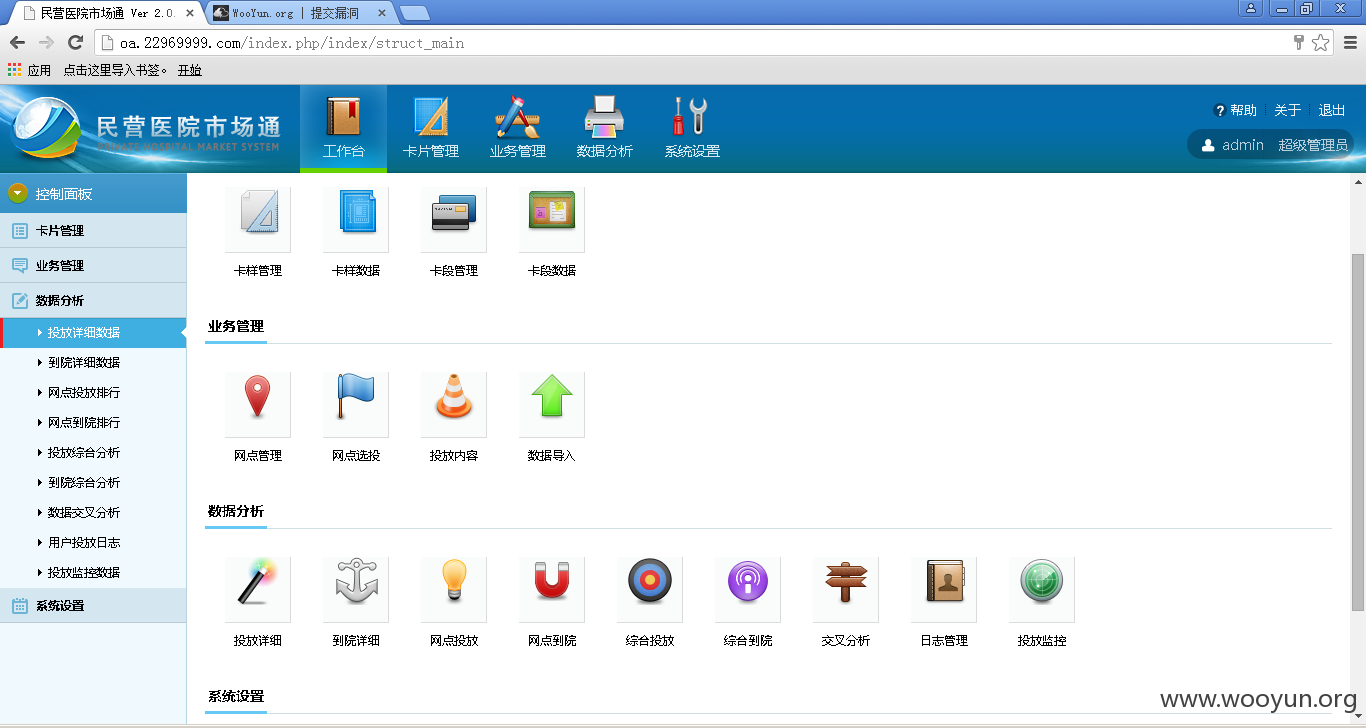 民营医院市场通 Ver 2.0.
WooYun.org | 提交漏洞
oa.22969999.com/index.php/index/struct_main
应用 点击这里导入书签。 开始
民营医院市场通
PRIVATE HOSPITAL MARKET SYSTEM
工作台 卡片管理 业务管理 数据分析 系统设置
帮助 关于 退出
admin 超级管理员
控制面板
卡片管理
业务管理
数据分析
投放详细数据
到院详细数据
网点投放排行
网点到院排行
投放综合分析
到院综合分析
数据交叉分析
用户投放日志
投放监控数据
系统设置
卡样管理 卡样数据 卡段管理 卡段数据
业务管理
网点管理 网点选投 投放内容 数据导入
数据分析
投放详细 到院详细 网点投放 网点到院 综合投放 综合到院 交叉分析 日志管理 投放监控
系统设置
www.wooyun.org